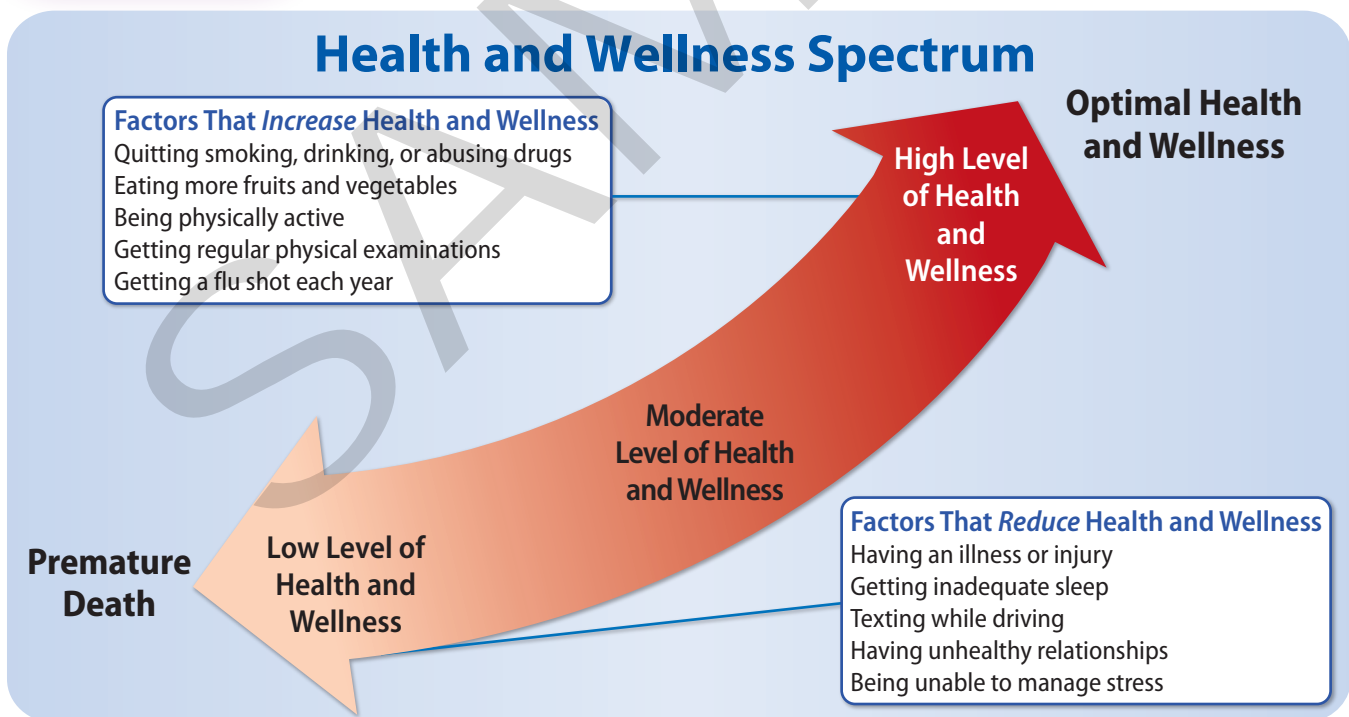 Health and Wellness Spectrum
Factors That Increase Health and Wellness
Quitting smoking, drinking, or abusing drugs
Eating more fruits and vegetables
Being physically active
Getting regular physical examinations
Getting a flu shot each year
Optimal Health
and Wellness
High Level
of Health
and
Wellness
Moderate
Level of Health
and Wellness
Premature
Death
Low Level of
Health and
Wellness
Factors That Reduce Health and Wellness
Having an illness or injury
Getting inadequate sleep
Texting while driving
Having unhealthy relationships
Being unable to manage stress